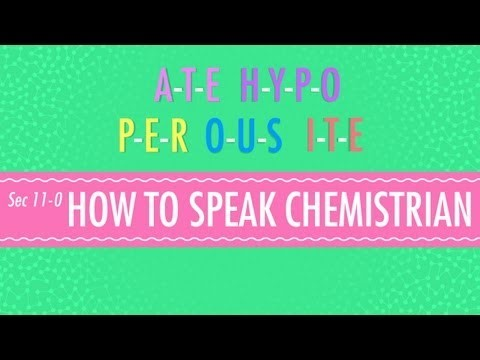 A-T-E H-Y-P-O
P-E-R O-U-S I-T-E
Sec 11-0 HOW TO SPEAK CHEMISTRIAN